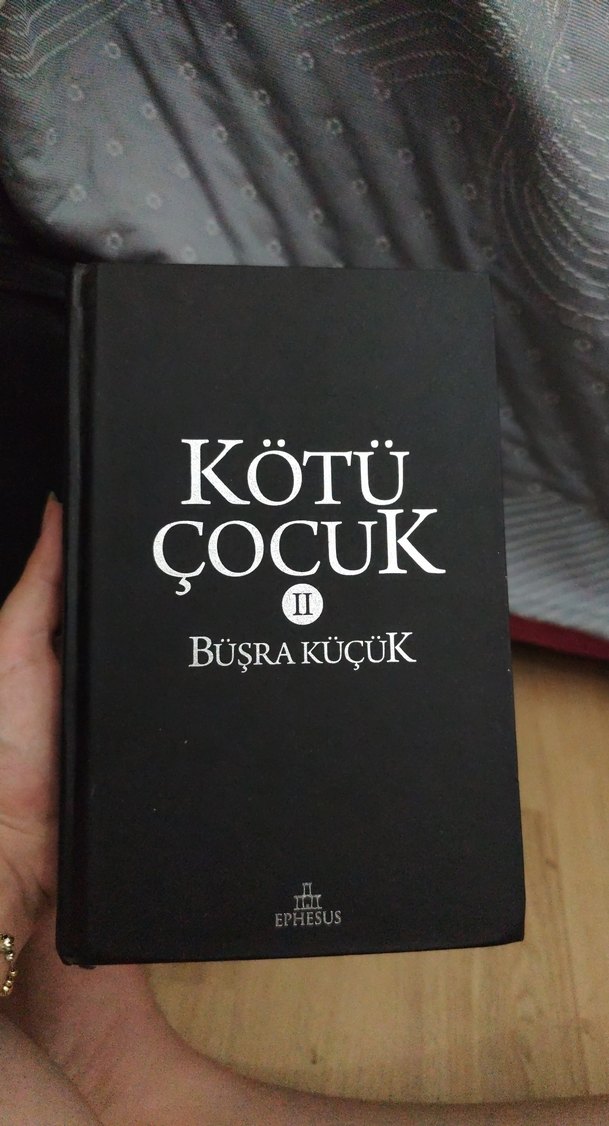 KÖTÜ
ÇOCUK
II
BÜŞRA KÜÇÜK
EPHESUS